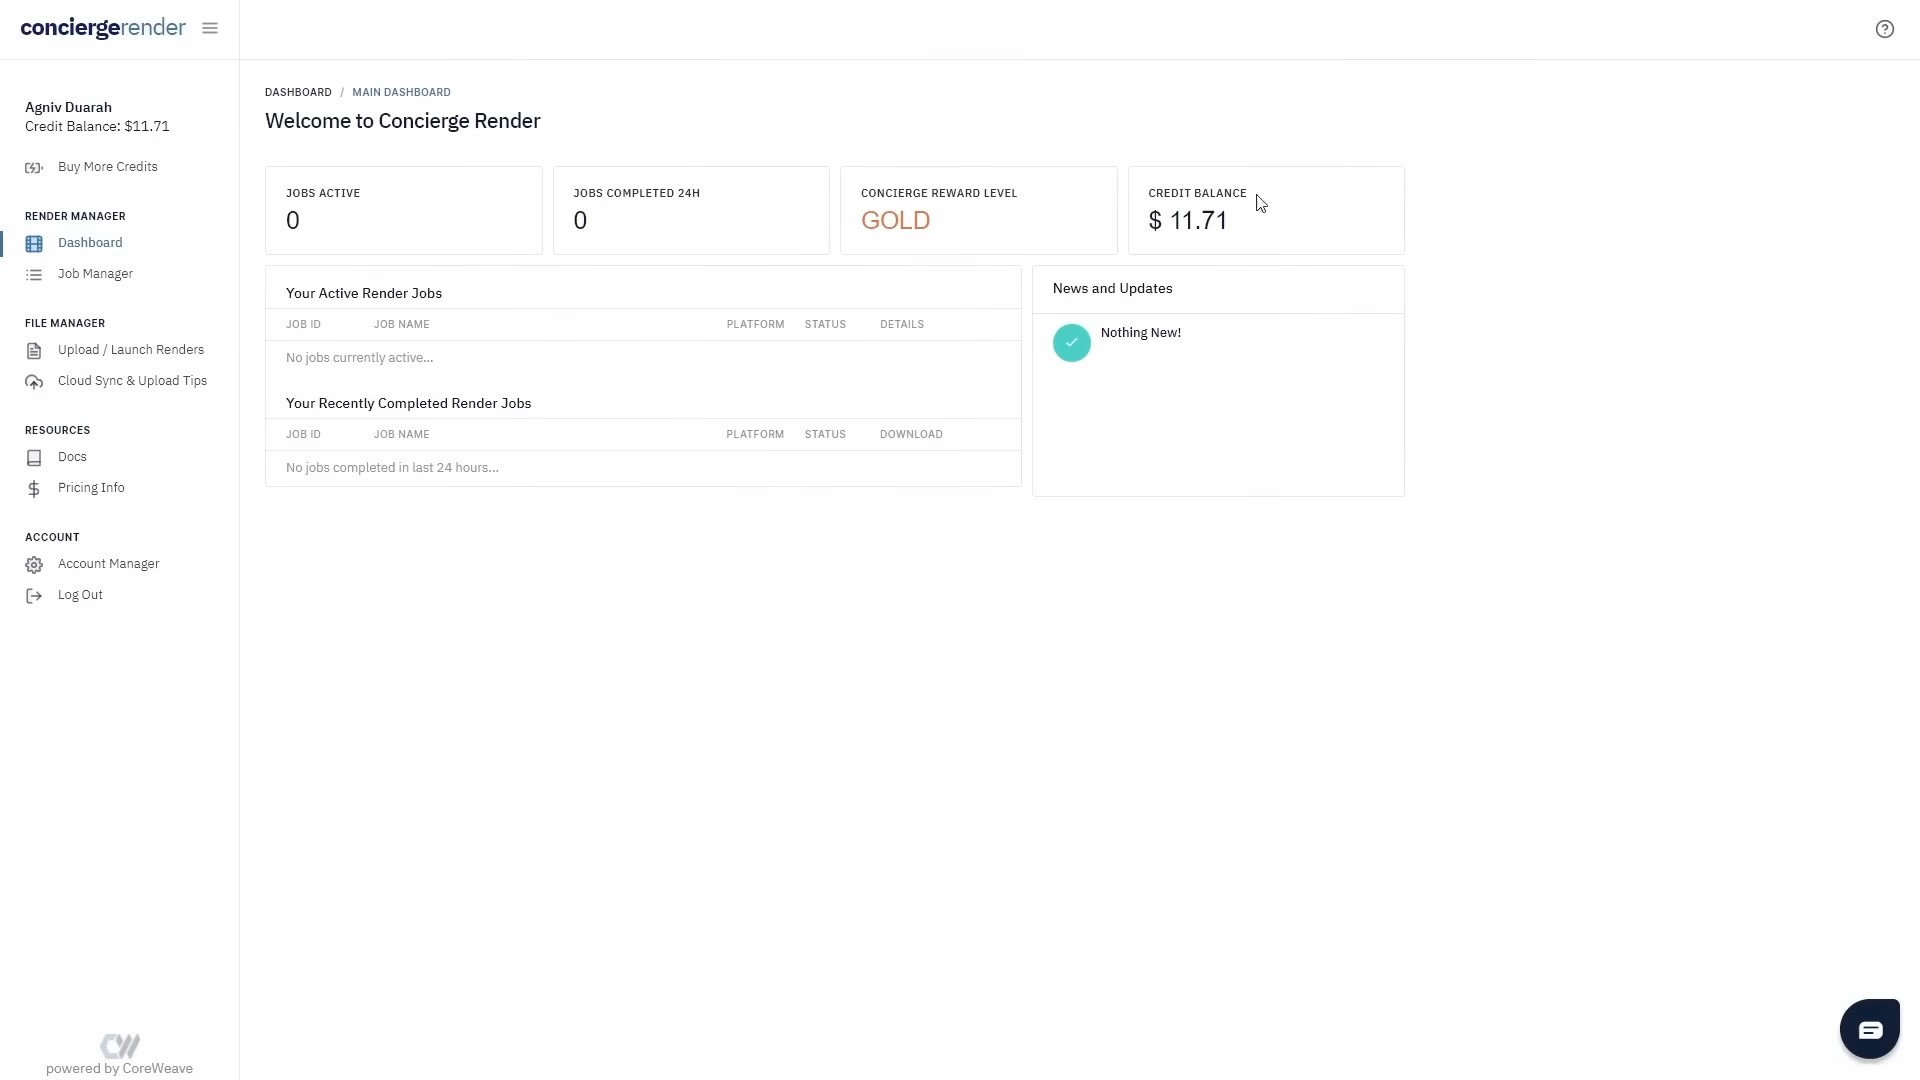 conciergerender
Agniv Duarah
Credit Balance: $11.71
Buy More Credits
RENDER MANAGER
Dashboard
Job Manager
FILE MANAGER
Upload / Launch Renders
Cloud Sync & Upload Tips
RESOURCES
Docs
Pricing Info
ACCOUNT
Account Manager
Log Out
CW
powered by CoreWeave
DASHBOARD / MAIN DASHBOARD
Welcome to Concierge Render
JOBS ACTIVE
0
JOBS COMPLETED 24H
0
CONCIERGE REWARD LEVEL
GOLD
CREDIT BALANCE
$ 11.71
Your Active Render Jobs
JOB ID JOB NAME PLATFORM STATUS DETAILS
No jobs currently active...
Your Recently Completed Render Jobs
JOB ID JOB NAME PLATFORM STATUS DOWNLOAD
No jobs completed in last 24 hours...
News and Updates
Nothing New!